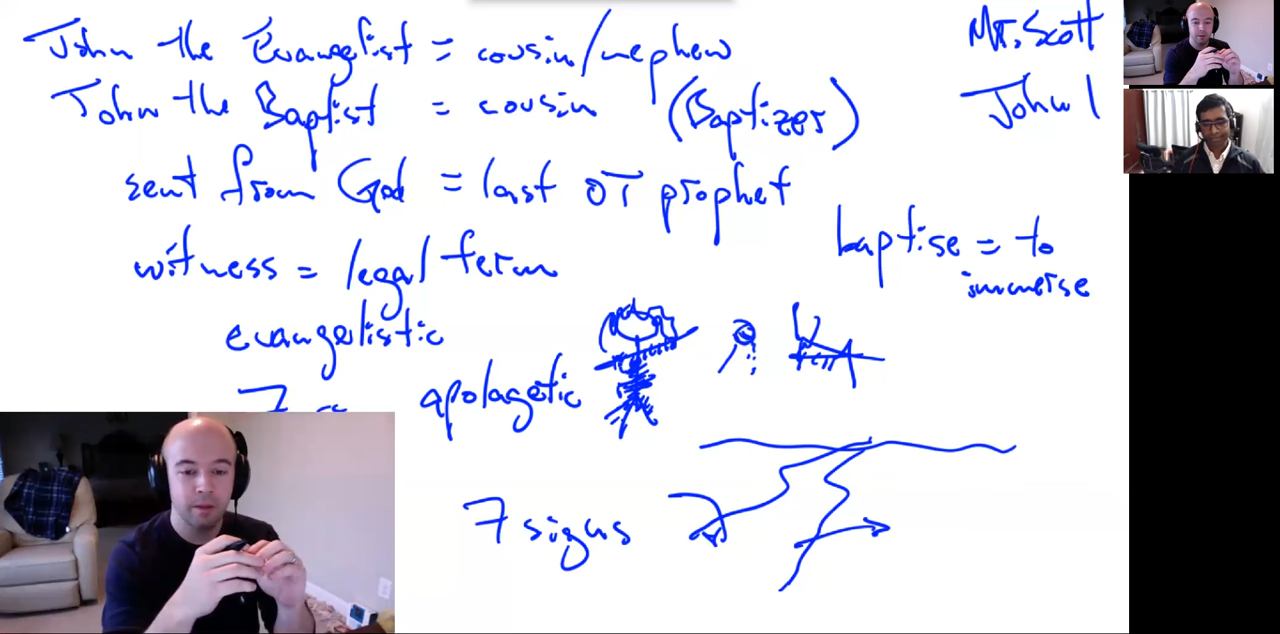 John the Evangelist = cousin/nephew
Mr. Scott
John the Baptist = cousin (Baptizer)
John 1
sent from God = last OT prophet
baptise = to
immerse
witness = legal term
evangelistic
7
apologetic
7 signs